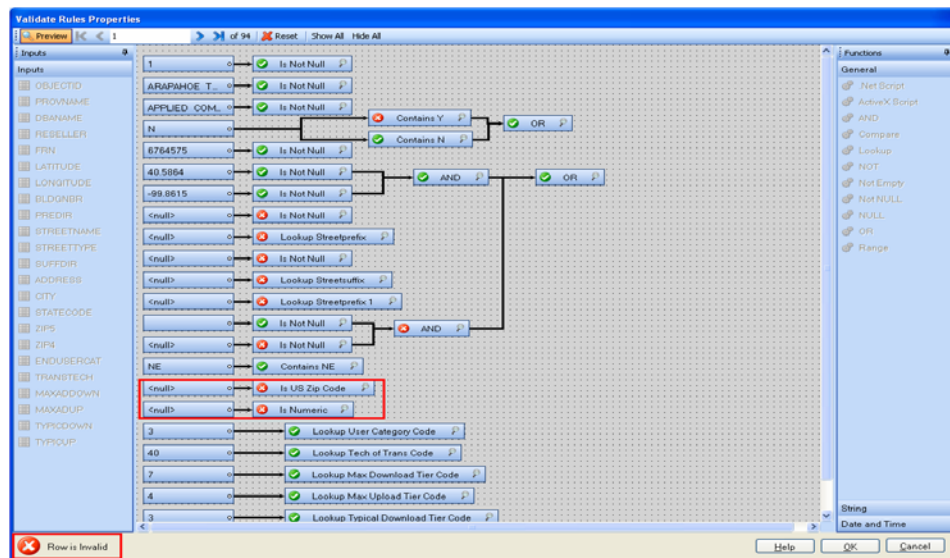 Validate Rules Properties
Preview 1 of 94 Reset Show All Hide All
Inputs
Inputs
OBJECTID
PROVNAME
DBANAME
RESELLER
FRN
LATITUDE
LONGITUDE
BLDGNBR
PREDIR
STREETNAME
STREETTYPE
SUFFDIR
ADDRESS
CITY
STATECODE
ZIP5
ZIP4
ENDUSERCAT
TRANSTECH
MAXADDOWN
MAXADUP
TYPICDOWN
TYPICUP
1 Is Not Null
ARAPAHOE T... Is Not Null
APPLIED COM... Is Not Null
N Contains Y OR
Contains N
6764575 Is Not Null
40.5864 Is Not Null AND OR
-99.8615 Is Not Null
<null> Is Not Null
<null> Lookup Streetprefix
<null> Is Not Null
<null> Lookup Streetsuffix
<null> Lookup Streetprefix 1
Is Not Null AND
<null> Is Not Null
NE Contains NE
<null> Is US Zip Code
<null> Is Numeric
3 Lookup User Category Code
40 Lookup Tech of Trans Code
7 Lookup Max Download Tier Code
4 Lookup Max Upload Tier Code
3 Lookup Typical Download Tier Code
Functions
General
.Net Script
ActiveX Script
AND
Compare
Lookup
NOT
Not Empty
Not NULL
NULL
OR
Range
String
Date and Time
Row is Invalid
Help OK Cancel